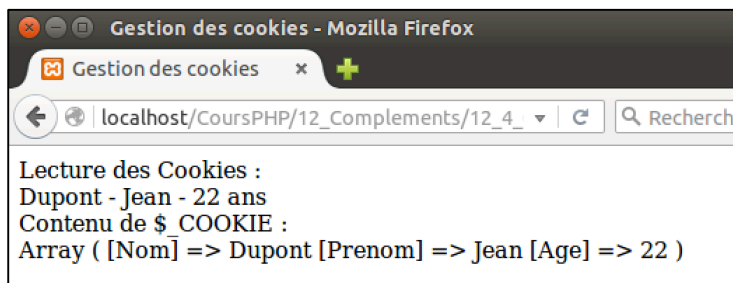 Gestion des cookies - Mozilla Firefox
Gestion des cookies
localhost/CoursPHP/12_Complements/12_4_
Recherch
Lecture des Cookies :
Dupont - Jean - 22 ans
Contenu de $_COOKIE :
Array ( [Nom] => Dupont [Prenom] => Jean [Age] => 22 )